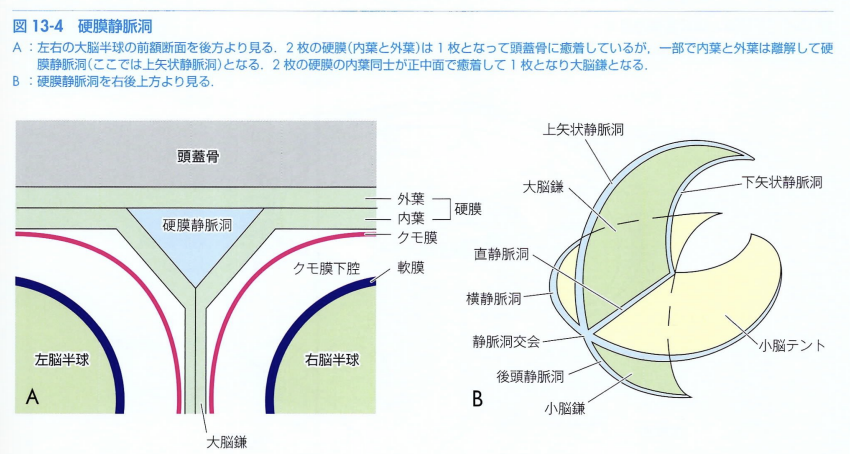 図 13-4 硬膜静脈洞
A：左右の大脳半球の前額断面を後方より見る．2枚の硬膜（内葉と外葉）は1枚となって頭蓋骨に癒着しているが，一部で内葉と外葉は離解して硬
膜静脈洞（ここでは上矢状静脈洞）となる．2枚の硬膜の内葉同士が正中面で癒着して1枚となり大脳鎌となる．
B：硬膜静脈洞を右後上方より見る．
頭蓋骨
外葉
内葉
硬膜
硬膜静脈洞
クモ膜
クモ膜下腔
軟膜
左脳半球
右脳半球
A
大脳鎌
上矢状静脈洞
大脳鎌
下矢状静脈洞
直静脈洞
横静脈洞
静脈洞交会
小脳テント
後頭静脈洞
小脳鎌
B